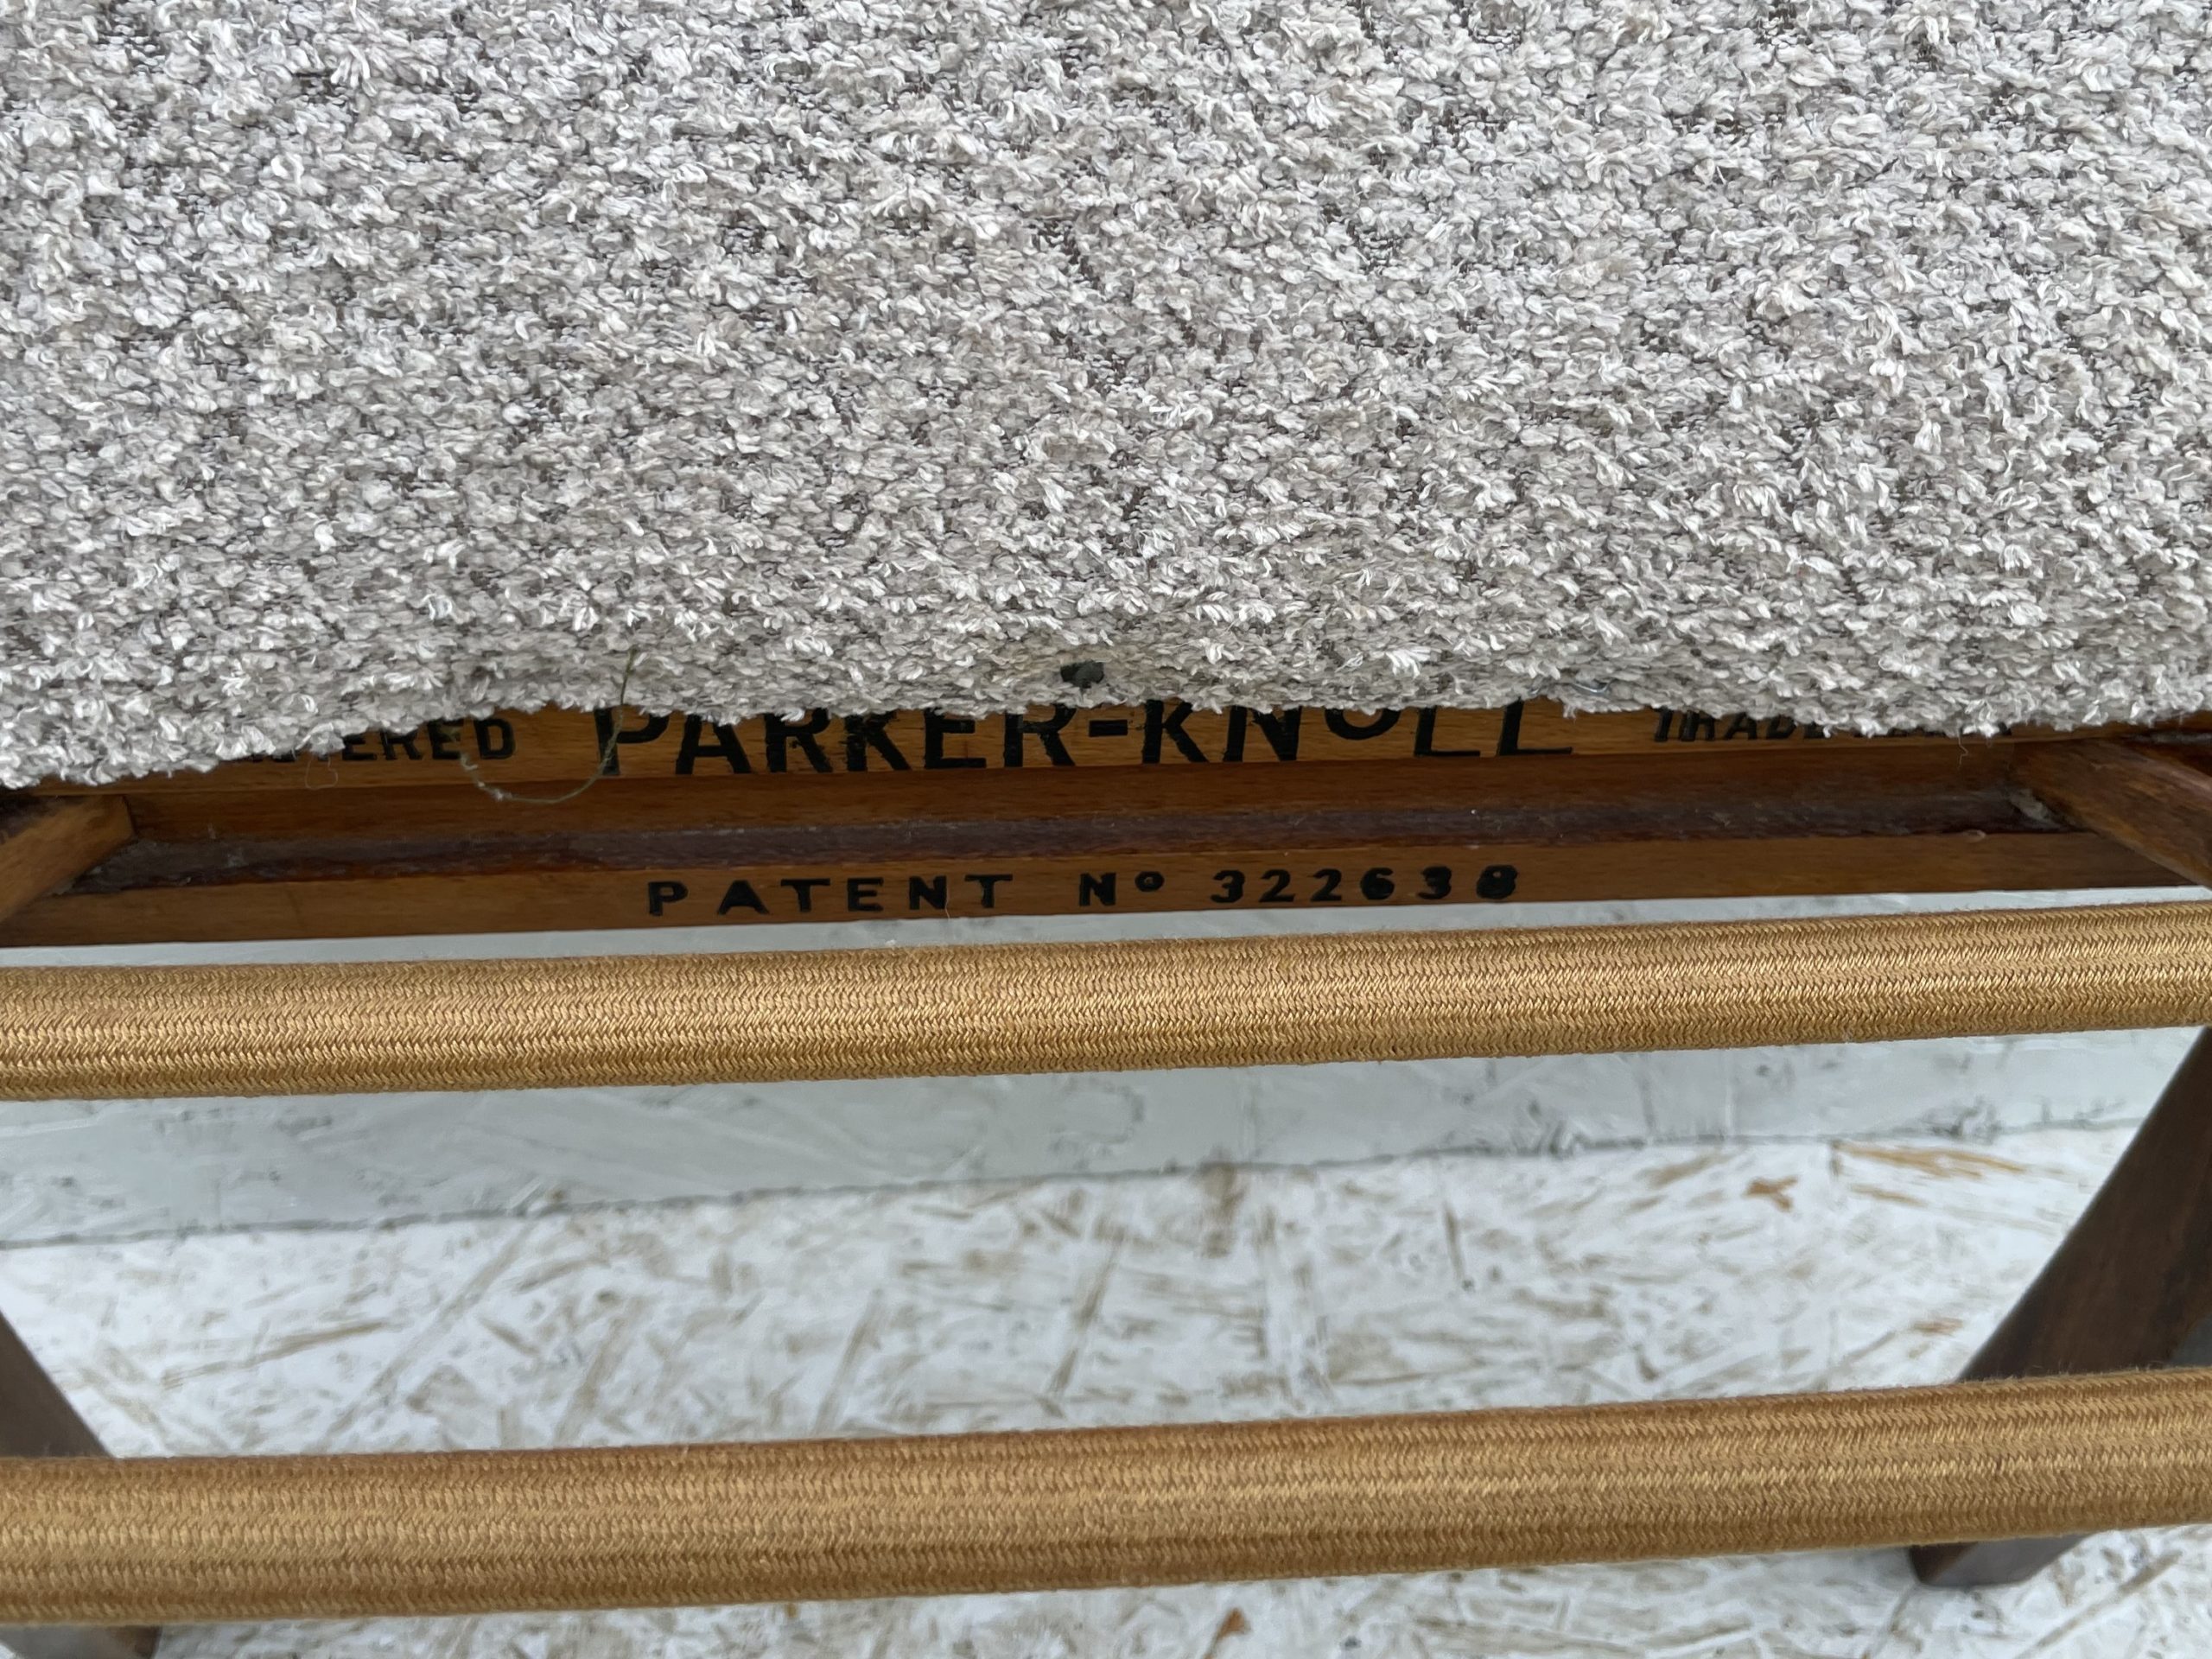 PARKER-KNOLL
PATENT Nº 322638